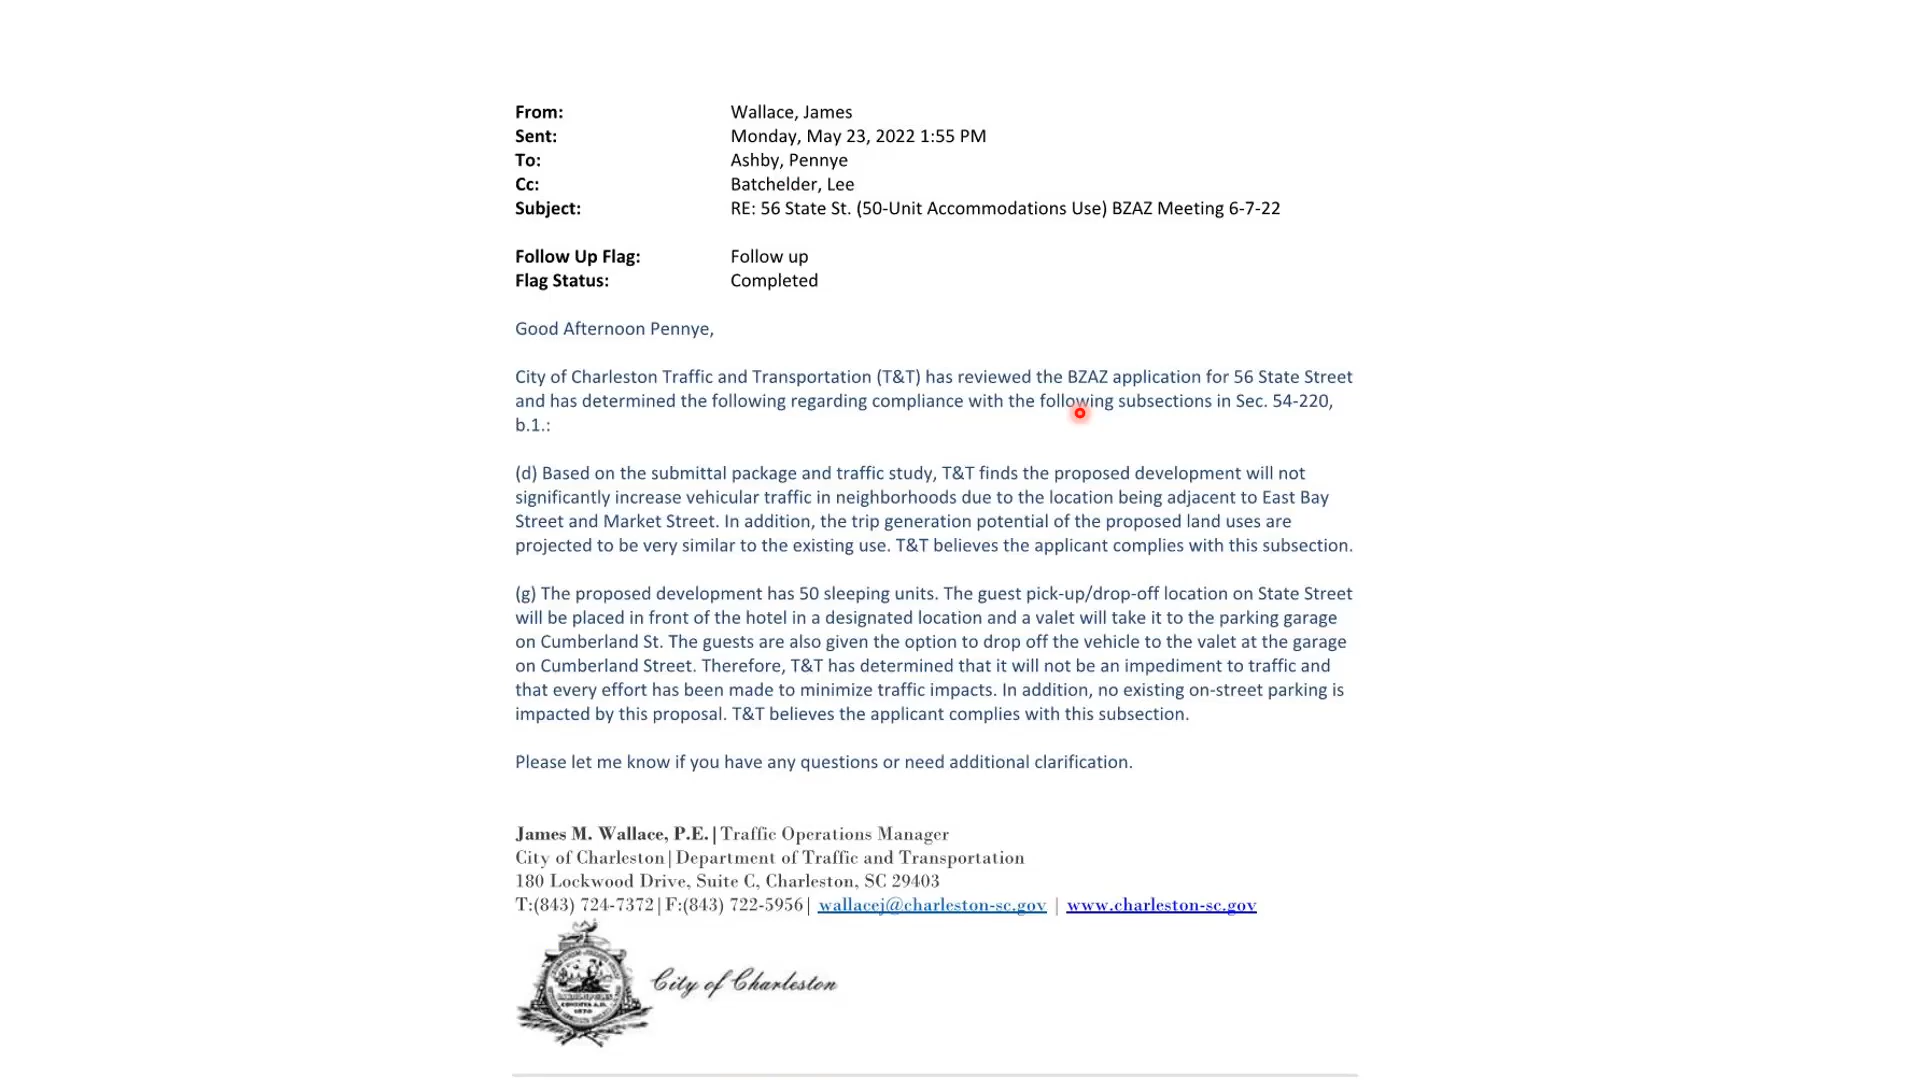 From: Wallace, James
Sent: Monday, May 23, 2022 1:55 PM
To: Ashby, Pennye
Cc: Batchelder, Lee
Subject: RE: 56 State St. (50-Unit Accommodations Use) BZAZ Meeting 6-7-22
Follow Up Flag: Follow up
Flag Status: Completed
Good Afternoon Pennye,
City of Charleston Traffic and Transportation (T&T) has reviewed the BZAZ application for 56 State Street
and has determined the following regarding compliance with the following subsections in Sec. 54-220,
b.1.:
(d) Based on the submittal package and traffic study, T&T finds the proposed development will not
significantly increase vehicular traffic in neighborhoods due to the location being adjacent to East Bay
Street and Market Street. In addition, the trip generation potential of the proposed land uses are
projected to be very similar to the existing use. T&T believes the applicant complies with this subsection.
(g) The proposed development has 50 sleeping units. The guest pick-up/drop-off location on State Street
will be placed in front of the hotel in a designated location and a valet will take it to the parking garage
on Cumberland St. The guests are also given the option to drop off the vehicle to the valet at the garage
on Cumberland Street. Therefore, T&T has determined that it will not be an impediment to traffic and
that every effort has been made to minimize traffic impacts. In addition, no existing on-street parking is
impacted by this proposal. T&T believes the applicant complies with this subsection.
Please let me know if you have any questions or need additional clarification.
James M. Wallace, P.E.|Traffic Operations Manager
City of Charleston|Department of Traffic and Transportation
180 Lockwood Drive, Suite C, Charleston, SC 29403
T:(843) 724-7372|F:(843) 722-5956| wallacej@charleston-sc.gov | www.charleston-sc.gov
City of Charleston